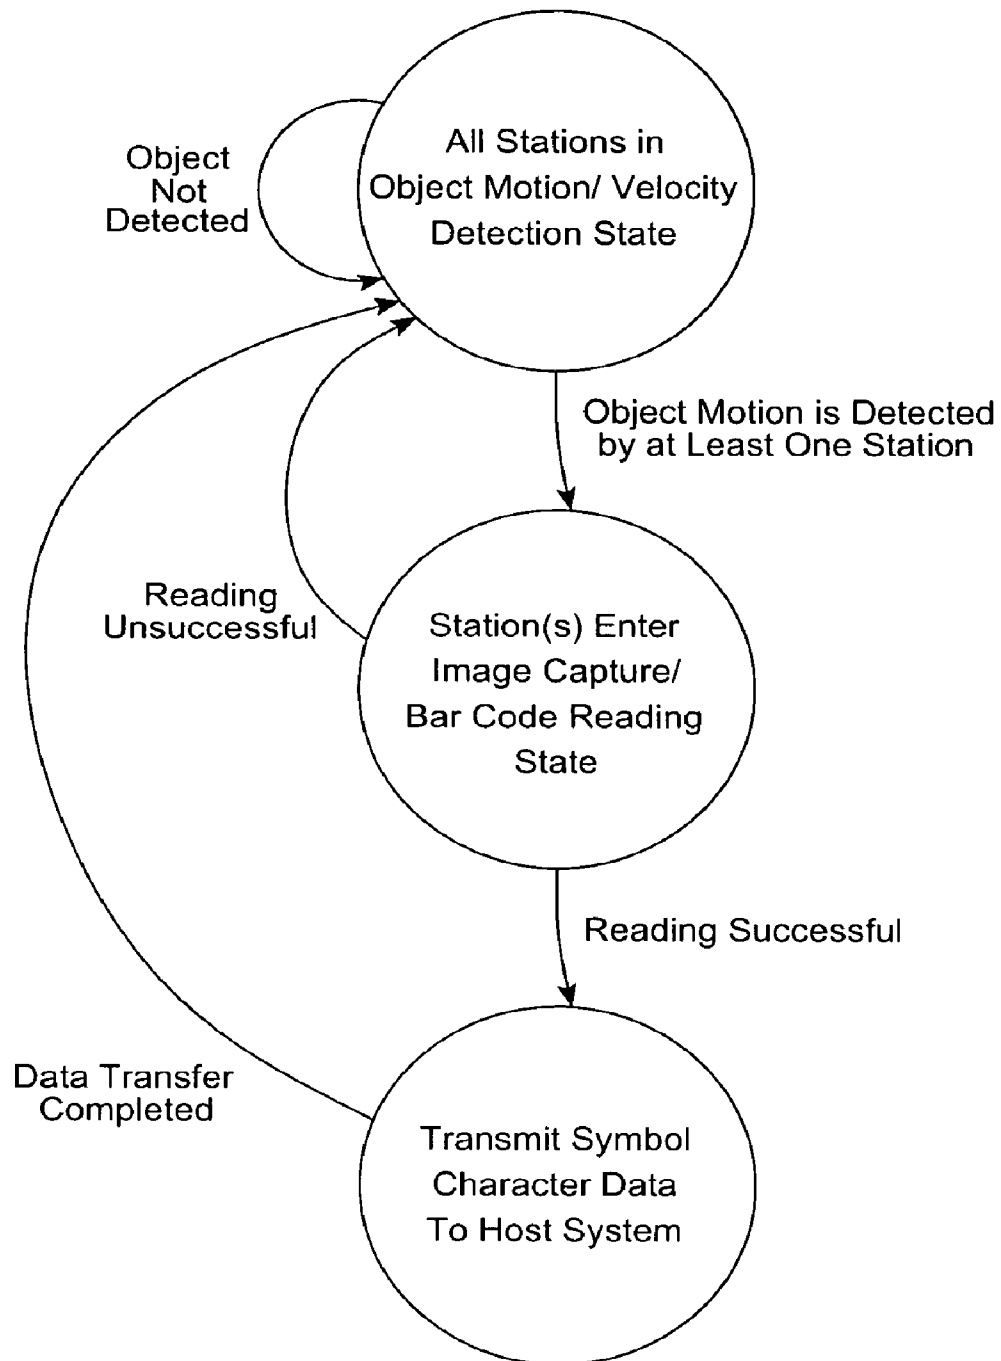 All Stations in
Object Motion/ Velocity
Detection State
Object
Not
Detected
Object Motion is Detected
by at Least One Station
Reading
Unsuccessful
Station(s) Enter
Image Capture/
Bar Code Reading
State
Reading Successful
Data Transfer
Completed
Transmit Symbol
Character Data
To Host System